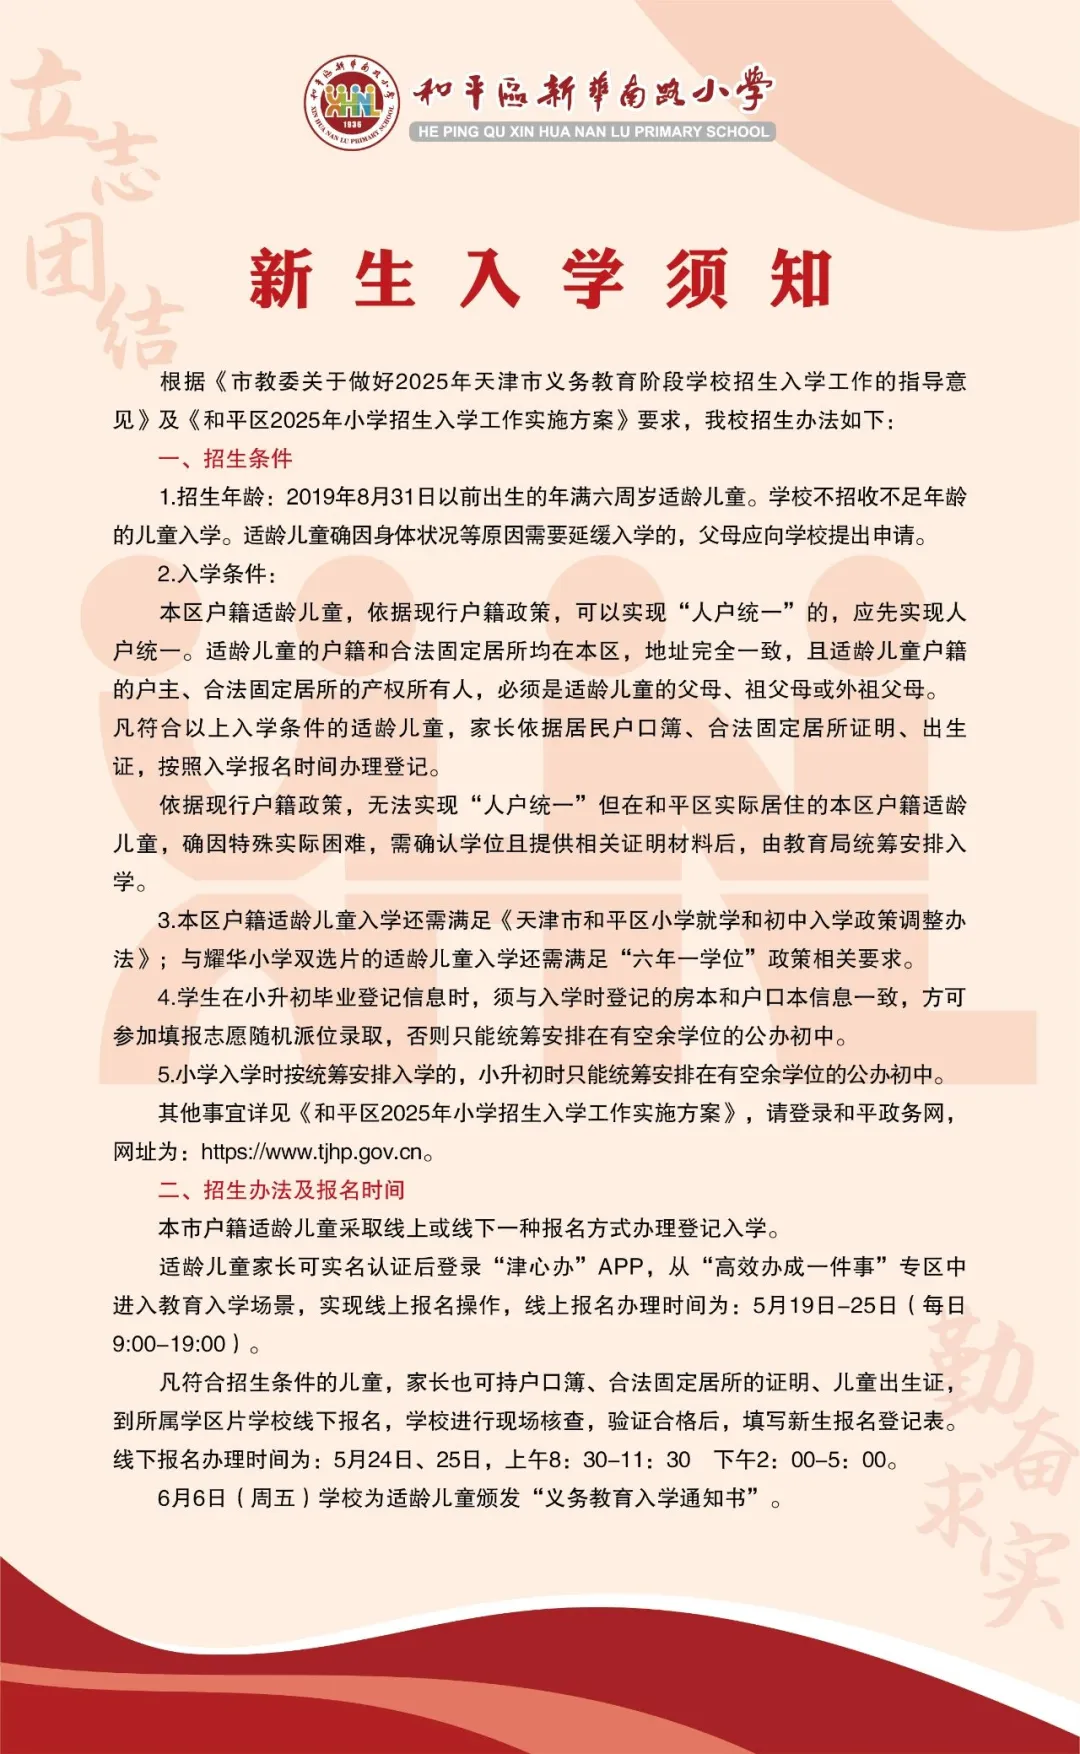 立志
团结
和平區新華南路小学
XIN HUA NAN LU PRIMARY SCHOOL
1936
和平區新華南路小学
HE PING QU XIN HUA NAN LU PRIMARY SCHOOL
新生入学须知
根据《市教委关于做好2025年天津市义务教育阶段学校招生入学工作的指导意
见》及《和平区2025年小学招生入学工作实施方案》要求，我校招生办法如下：
一、招生条件
1.招生年龄：2019年8月31日以前出生的年满六周岁适龄儿童。学校不招收不足年龄
的儿童入学。适龄儿童确因身体状况等原因需要延缓入学的，父母应向学校提出申请。
2.入学条件：
本区户籍适龄儿童，依据现行户籍政策，可以实现“人户统一”的，应先实现人
户统一。适龄儿童的户籍和合法固定居所均在本区，地址完全一致，且适龄儿童户籍
的户主、合法固定居所的产权所有人，必须是适龄儿童的父母、祖父母或外祖父母。
凡符合以上入学条件的适龄儿童，家长依据居民户口簿、合法固定居所证明、出生
证，按照入学报名时间办理登记。
依据现行户籍政策，无法实现“人户统一”但在和平区实际居住的本区户籍适龄
儿童，确因特殊实际困难，需确认学位且提供相关证明材料后，由教育局统筹安排入
学。
3.本区户籍适龄儿童入学还需满足《天津市和平区小学就学和初中入学政策调整办
法》；与耀华小学双选片的适龄儿童入学还需满足“六年一学位”政策相关要求。
4.学生在小升初毕业登记信息时，须与入学时登记的房本和户口本信息一致，方可
参加填报志愿随机派位录取，否则只能统筹安排在有空余学位的公办初中。
5.小学入学时按统筹安排入学的，小升初时只能统筹安排在有空余学位的公办初中。
其他事宜详见《和平区2025年小学招生入学工作实施方案》，请登录和平政务网，
网址为：https://www.tjhp.gov.cn。
二、招生办法及报名时间
本市户籍适龄儿童采取线上或线下一种报名方式办理登记入学。
适龄儿童家长可实名认证后登录“津心办”APP，从“高效办成一件事”专区中
进入教育入学场景，实现线上报名操作，线上报名办理时间为：5月19日-25日（每日
9:00-19:00）。
凡符合招生条件的儿童，家长也可持户口簿、合法固定居所的证明、儿童出生证，
到所属学区片学校线下报名，学校进行现场核查，验证合格后，填写新生报名登记表。
线下报名办理时间为：5月24日、25日，上午8：30-11：30　下午2：00-5：00。
6月6日（周五）学校为适龄儿童颁发“义务教育入学通知书”。
勤奋
求实